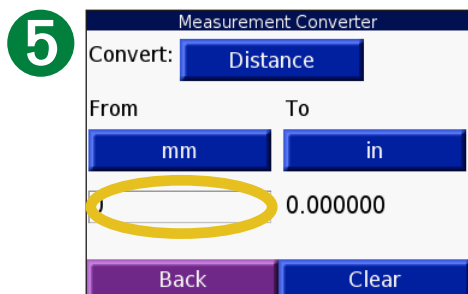 5
Measurement Converter
Convert: Distance
From To
mm in
0 0.000000
Back Clear